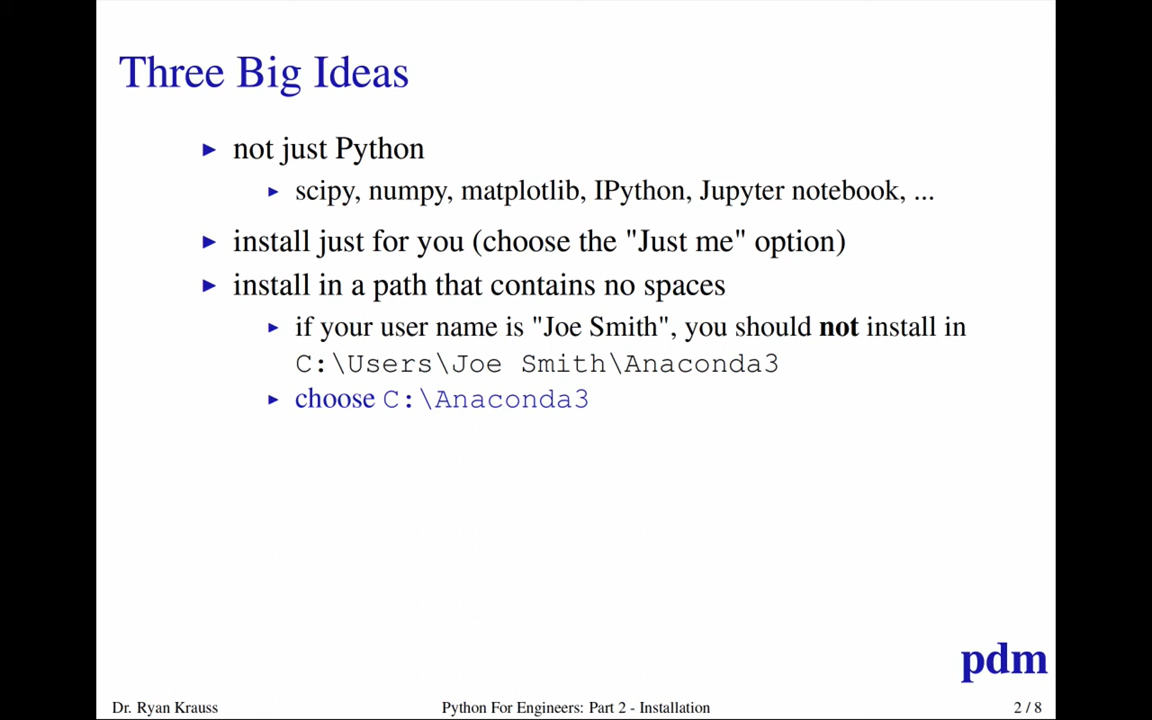 Three Big Ideas
► not just Python
► scipy, numpy, matplotlib, IPython, Jupyter notebook, ...
► install just for you (choose the "Just me" option)
► install in a path that contains no spaces
► if your user name is "Joe Smith", you should not install in
C:\Users\Joe Smith\Anaconda3
► choose C:\Anaconda3
pdm
Dr. Ryan Krauss
Python For Engineers: Part 2 - Installation
2 / 8